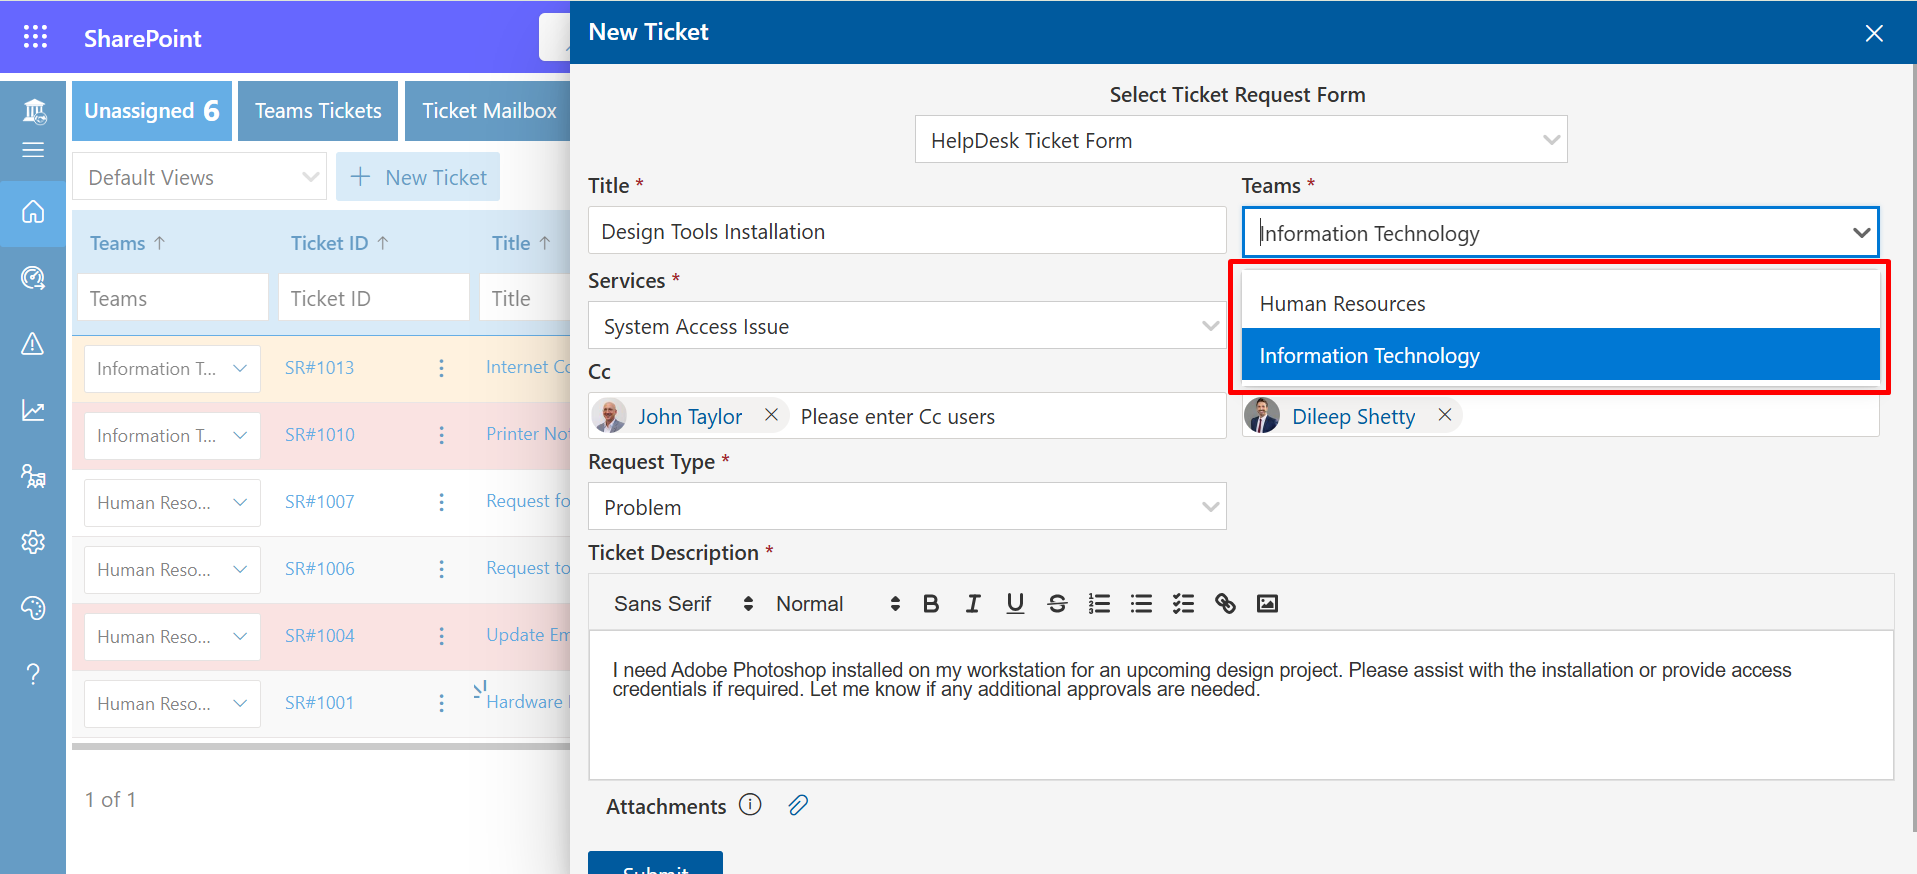 SharePoint
Unassigned 6
Teams Tickets
Ticket Mailbox
Default Views
New Ticket
Teams
Ticket ID
Title
Teams
Ticket ID
Title
Information T...
SR#1013
Internet Co
Information T...
SR#1010
Printer No
Human Reso...
SR#1007
Request fo
Human Reso...
SR#1006
Request to
Human Reso...
SR#1004
Update Em
Human Reso...
SR#1001
Hardware
1 of 1
New Ticket
Select Ticket Request Form
HelpDesk Ticket Form
Title *
Teams *
Design Tools Installation
Information Technology
Human Resources
Information Technology
Services *
System Access Issue
Cc
John Taylor
Please enter Cc users
Dileep Shetty
Request Type *
Problem
Ticket Description *
Sans Serif
Normal
B I U S
I need Adobe Photoshop installed on my workstation for an upcoming design project. Please assist with the installation or provide access
credentials if required. Let me know if any additional approvals are needed.
Attachments
Submit